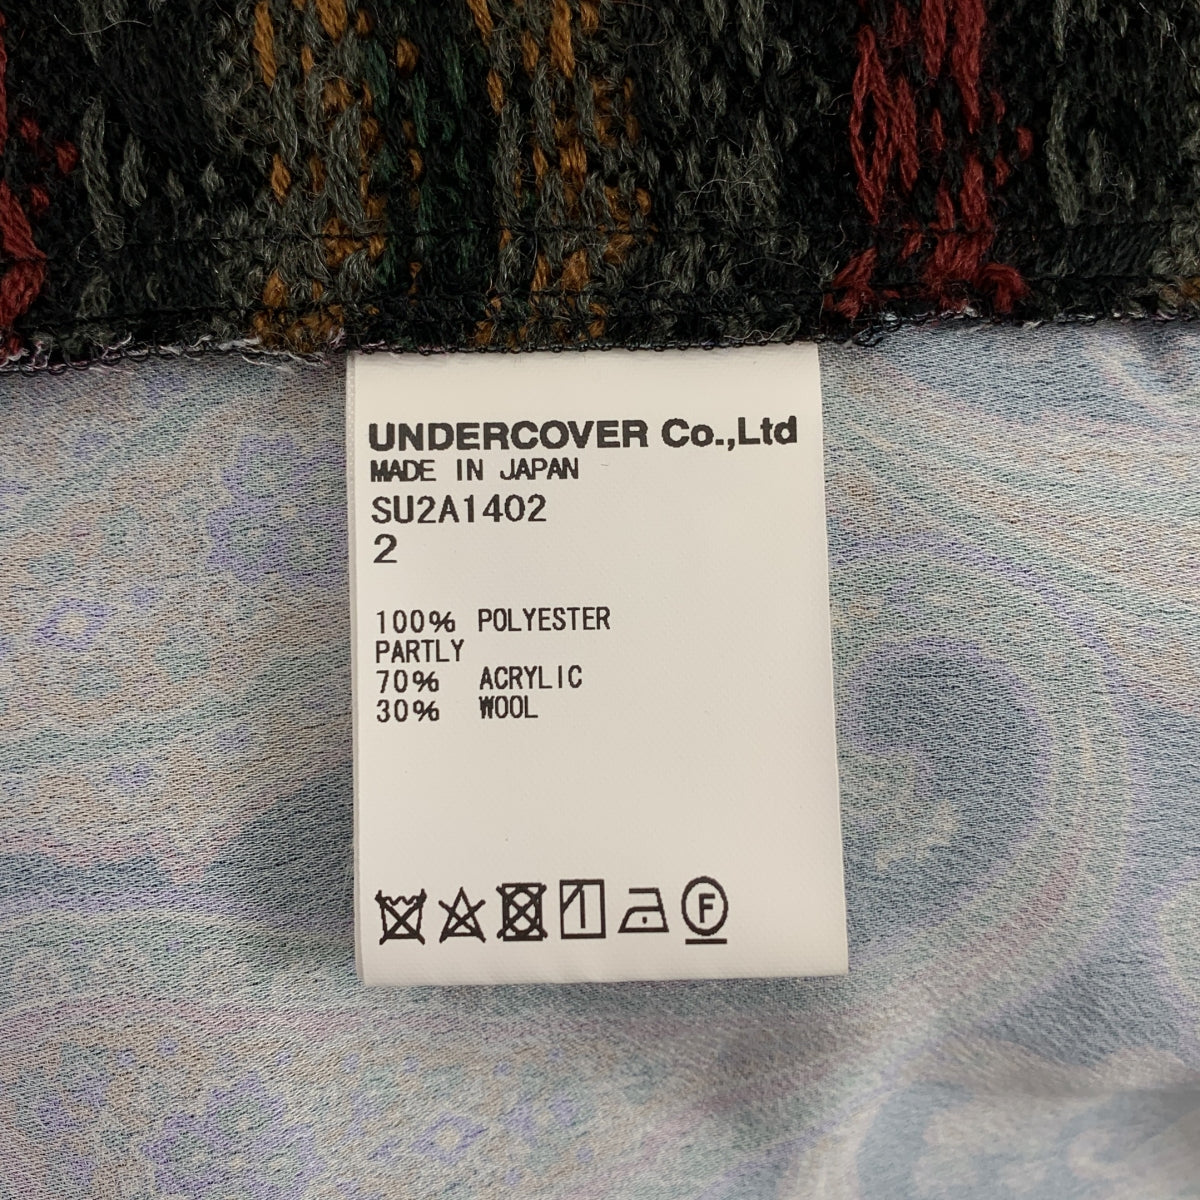 UNDERCOVER Co.,Ltd
MADE IN JAPAN
SU2A1402
2
100% POLYESTER
PARTLY
70% ACRYLIC
30% WOOL
F